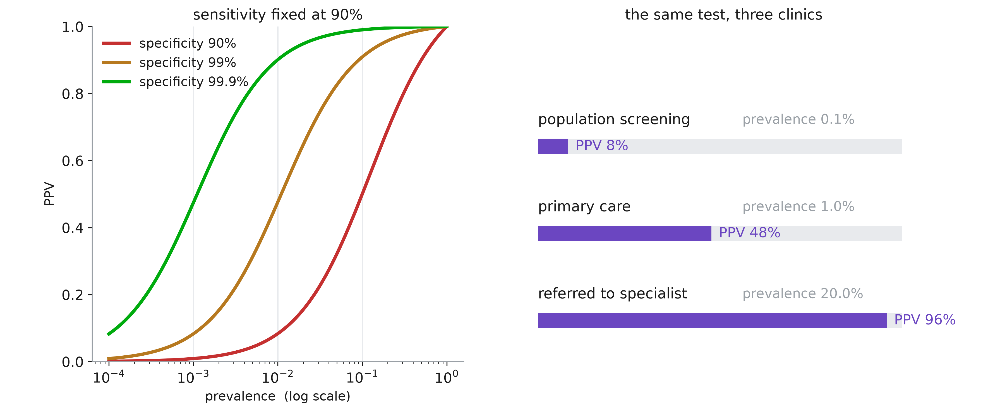 sensitivity fixed at 90%
1.0
0.8
0.6
0.4
0.2
0.0
PPV
specificity 90%
specificity 99%
specificity 99.9%
10⁻⁴ 10⁻³ 10⁻² 10⁻¹ 10⁰
prevalence (log scale)
the same test, three clinics
population screening prevalence 0.1%
PPV 8%
primary care prevalence 1.0%
PPV 48%
referred to specialist prevalence 20.0%
PPV 96%